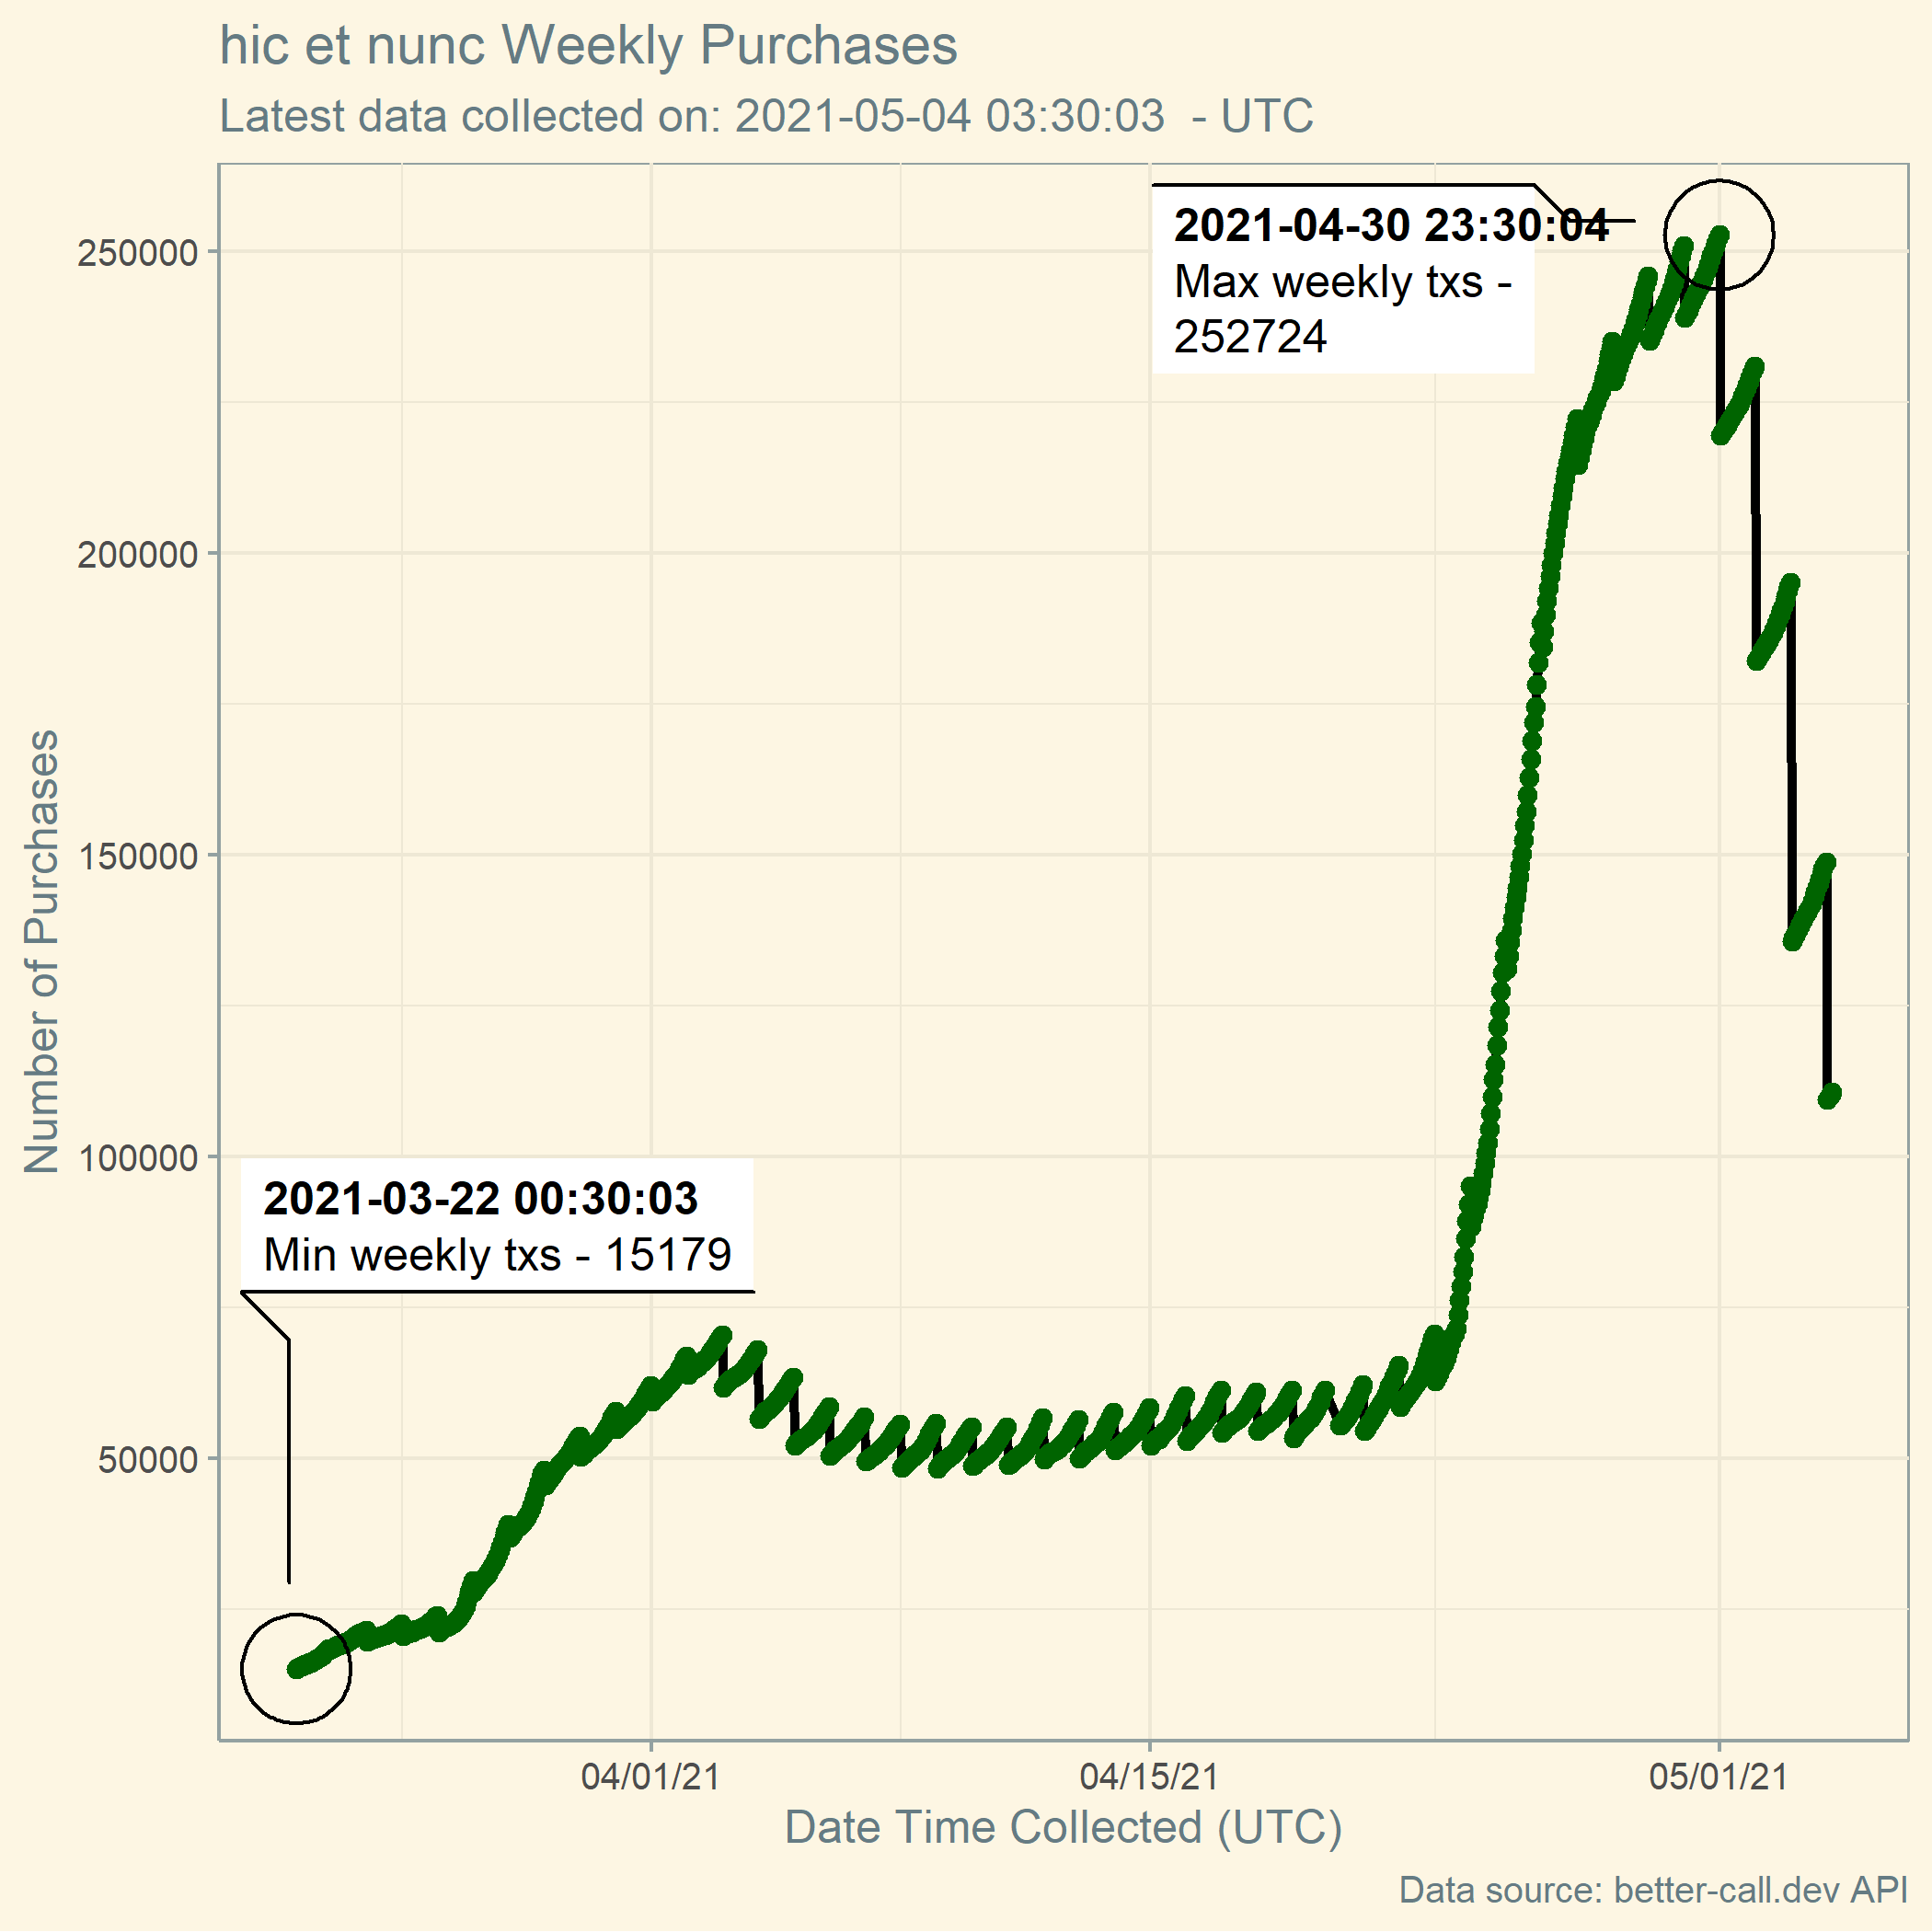 hic et nunc Weekly Purchases
Latest data collected on: 2021-05-04 03:30:03  - UTC
2021-04-30 23:30:04
Max weekly txs -
252724
250000
200000
150000
100000
50000
Number of Purchases
2021-03-22 00:30:03
Min weekly txs - 15179
04/01/21
04/15/21
05/01/21
Date Time Collected (UTC)
Data source: better-call.dev API